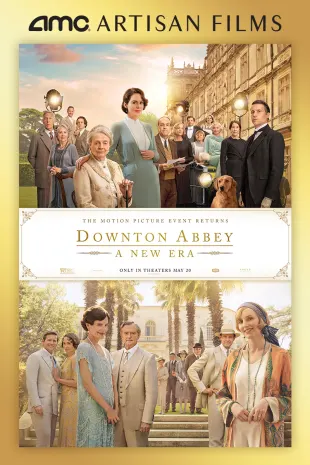 amc ARTISAN FILMS
THE MOTION PICTURE EVENT RETURNS
DOWNTON ABBEY
A NEW ERA
ONLY IN THEATERS MAY 20